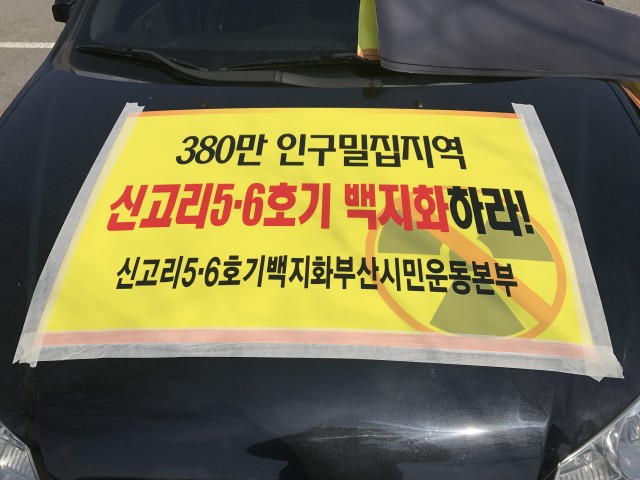 380만 인구밀집지역
신고리5·6호기 백지화하라!
신고리5·6호기백지화부산시민운동본부